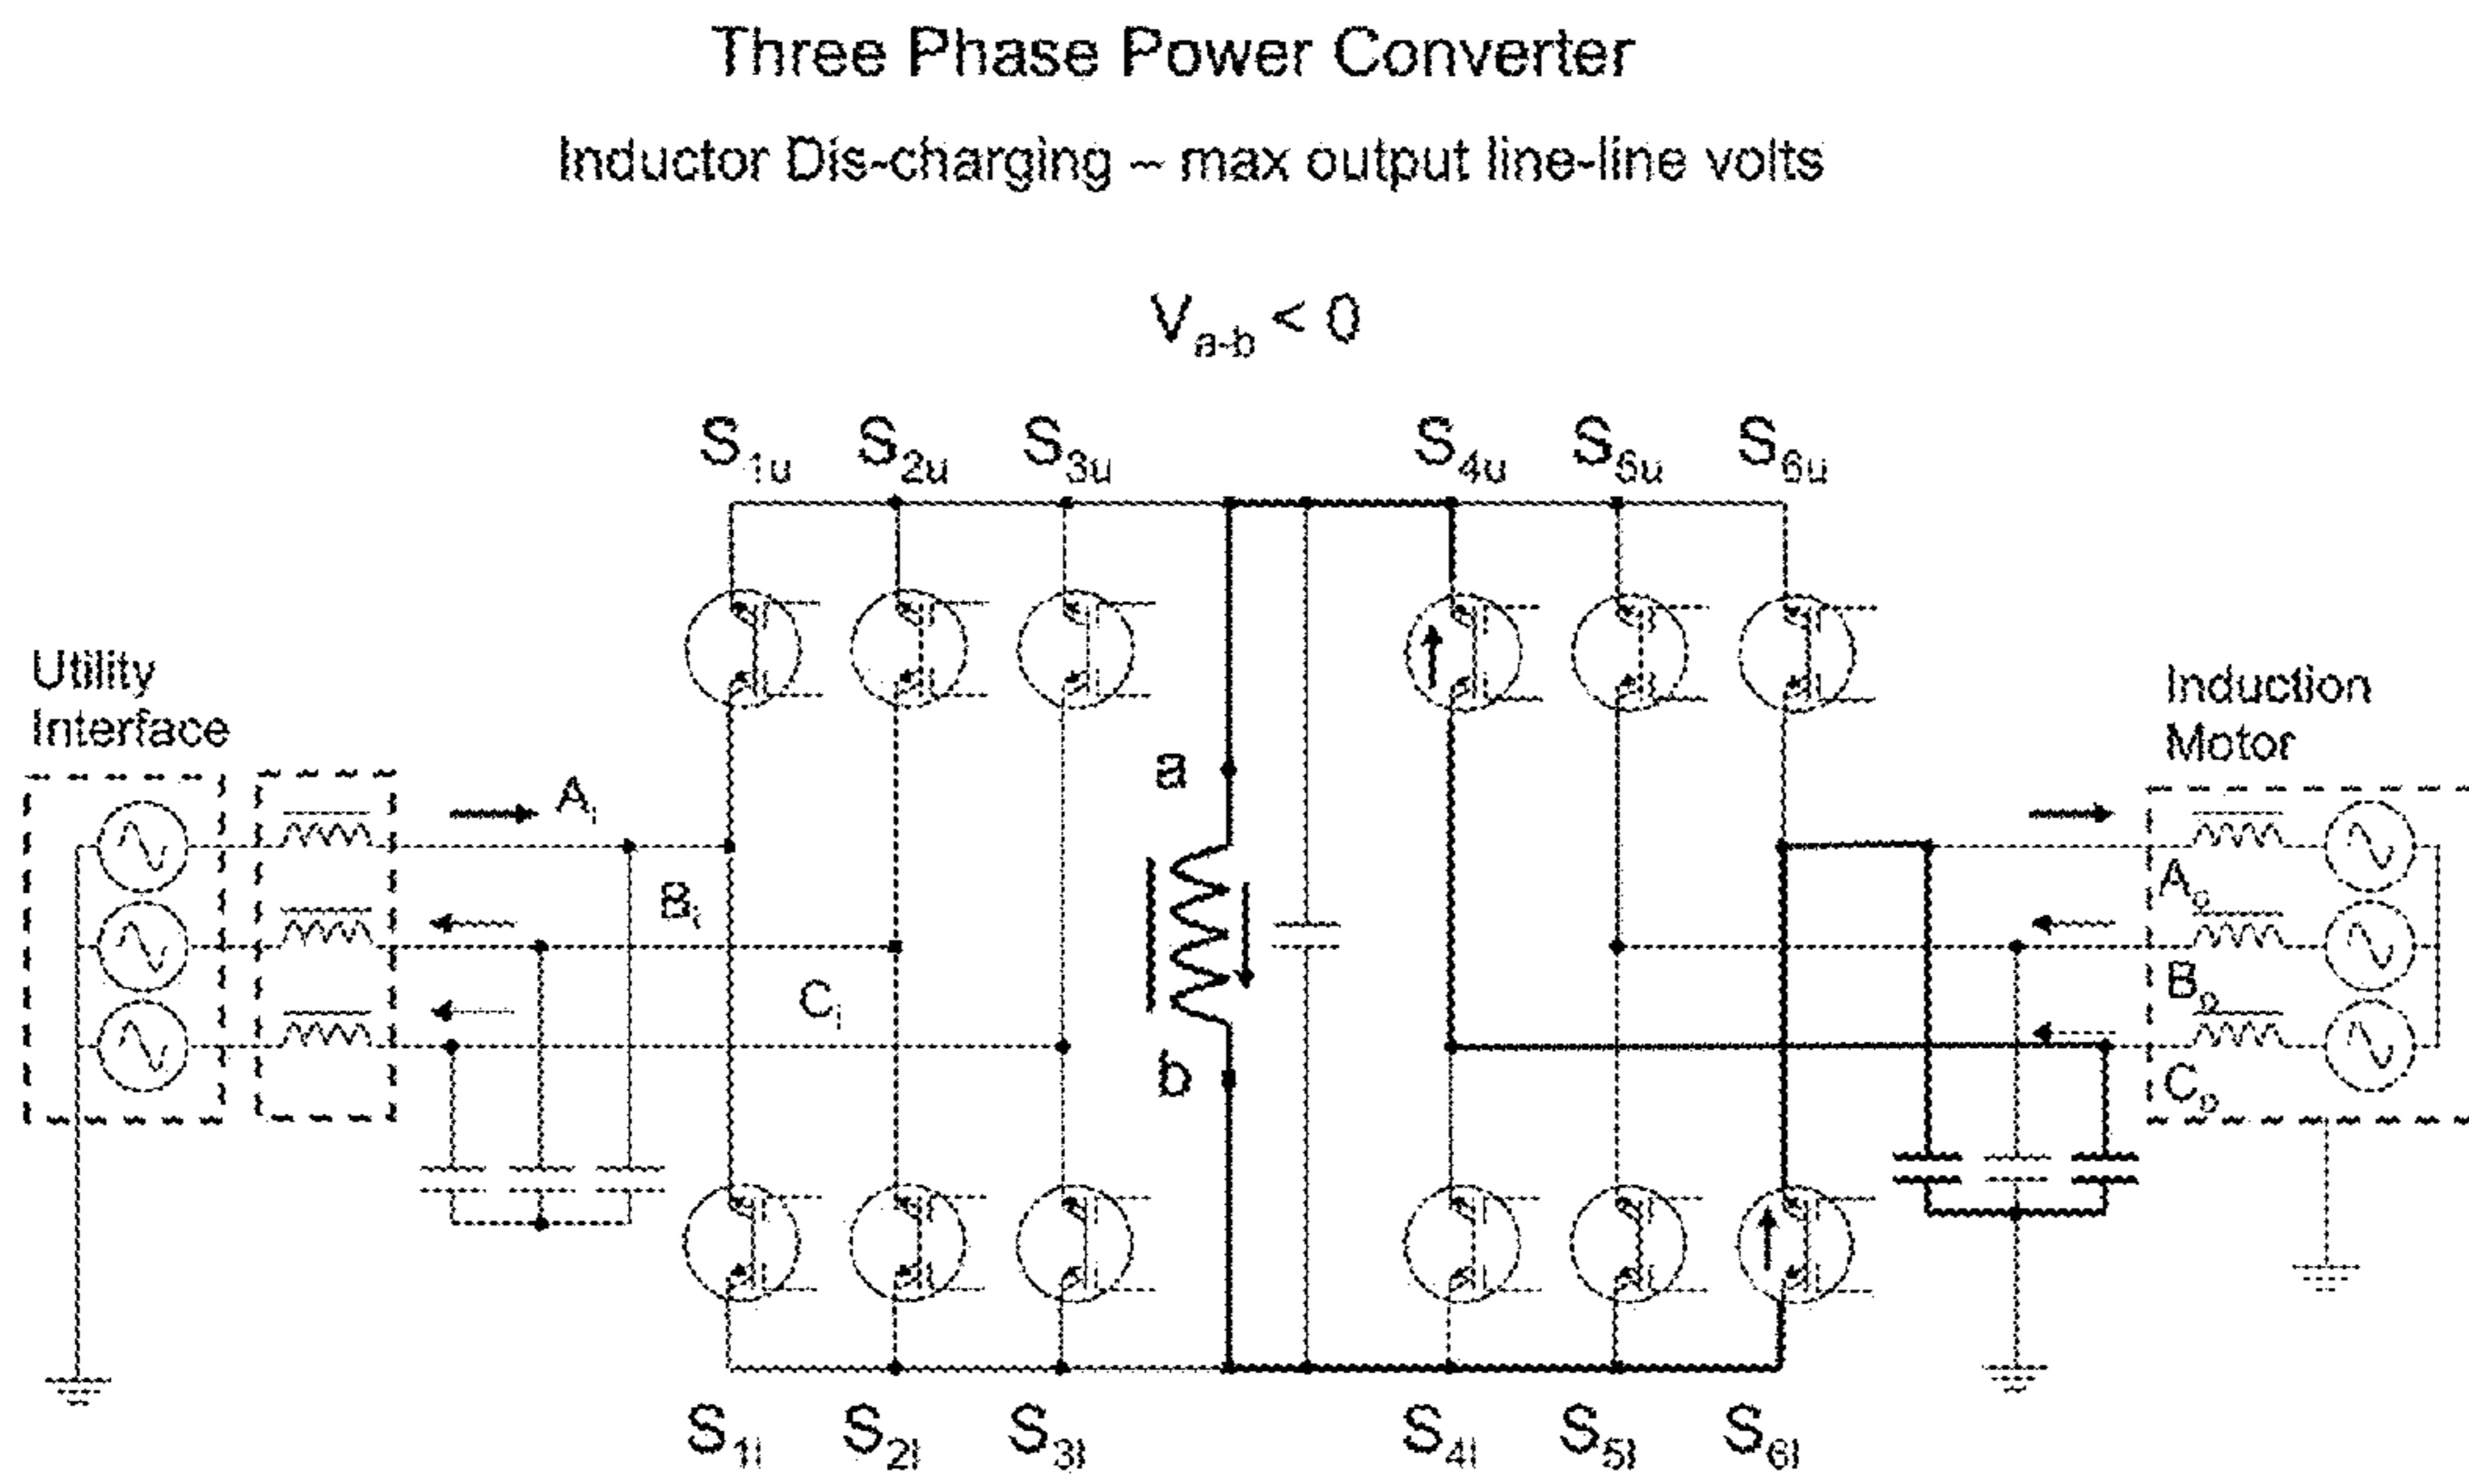 Three Phase Power Converter
Inductor Dis-charging – max output line-line volts
Va-b < 0
S1u S2u S3u S4u S5u S6u
Utility
Interface
Induction
Motor
a
Ai
Bi
Ao
Ci
Bo
b
Co
S1l S2l S3l S4l S5l S6l